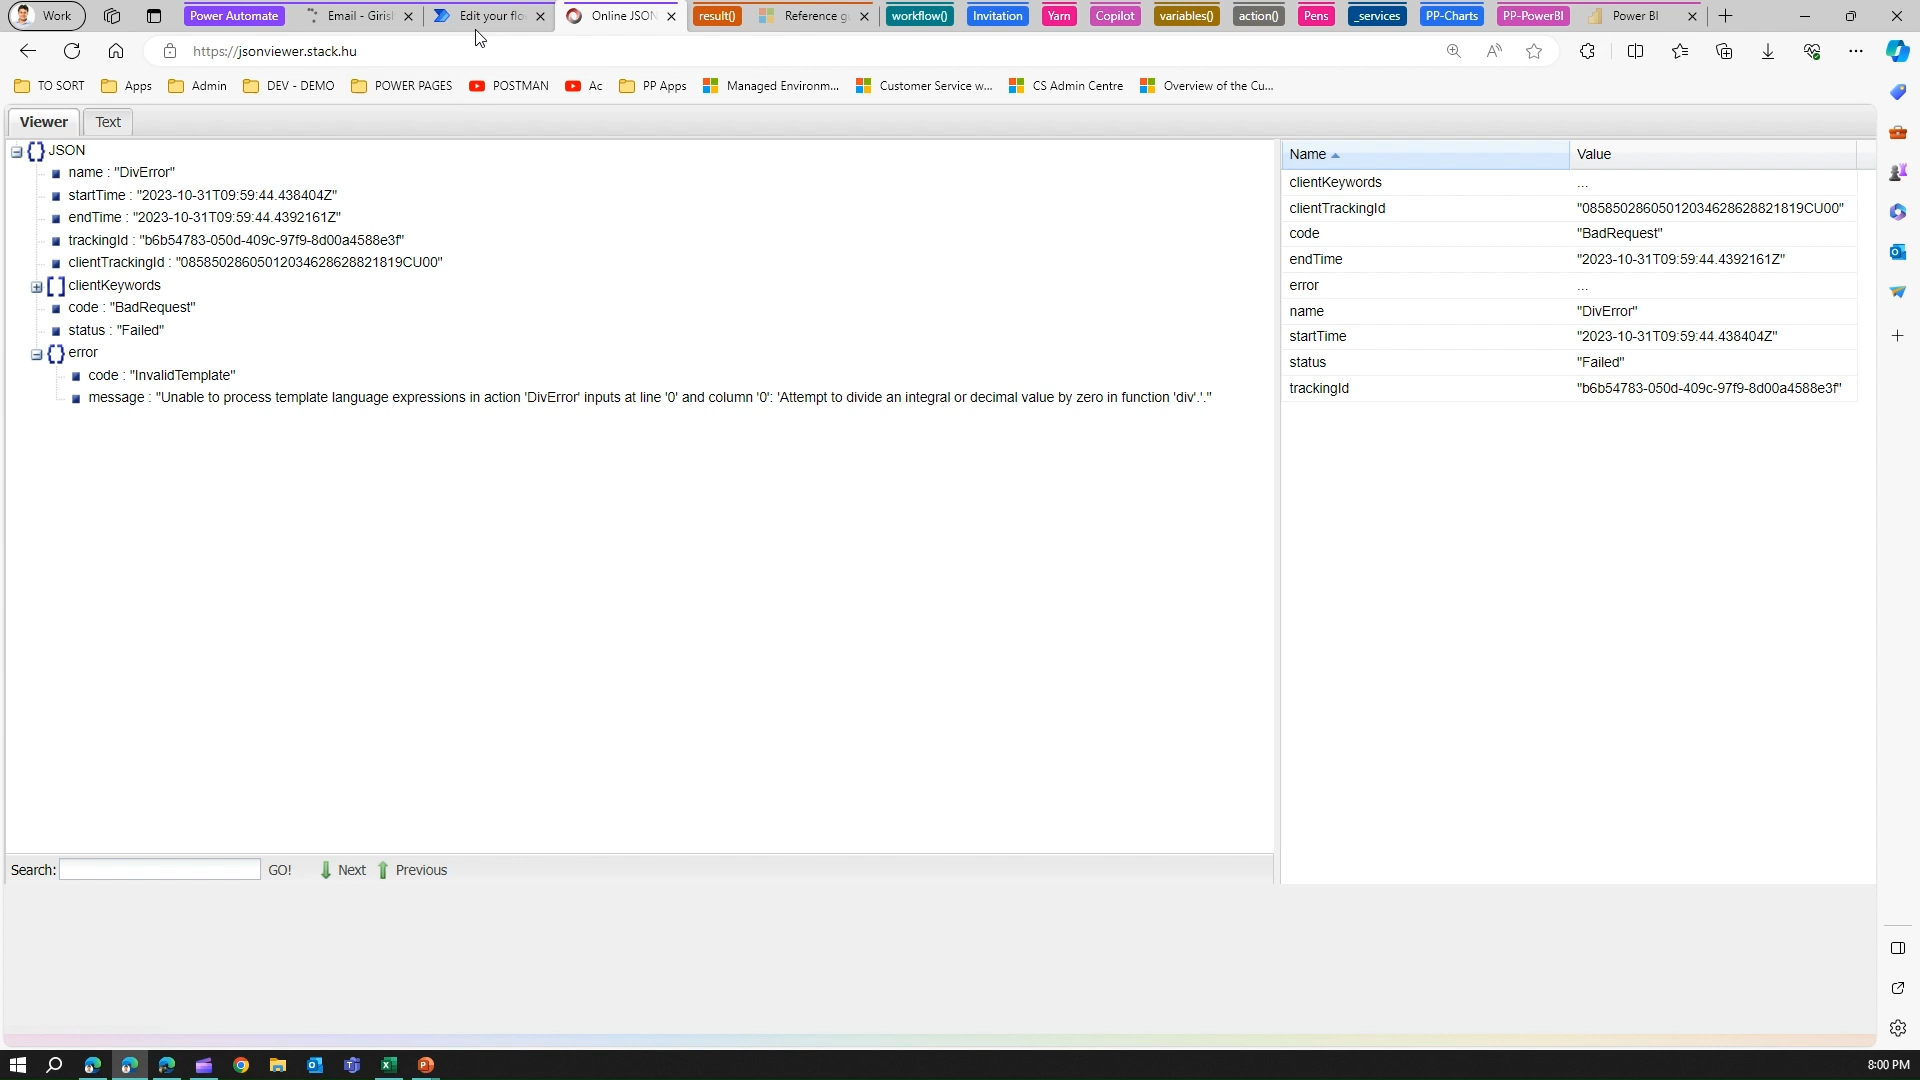 Work
Power Automate
Email - Giris
Edit your flo
Online JSON
result()
Reference g
workflow()
Invitation
Yarn
Copilot
variables()
action()
Pens
_services
PP-Charts
PP-PowerBI
Power BI
https://jsonviewer.stack.hu
TO SORT
Apps
Admin
DEV - DEMO
POWER PAGES
POSTMAN
Ac
PP Apps
Managed Environm...
Customer Service w...
CS Admin Centre
Overview of the Cu...
Viewer
Text
JSON
name : "DivError"
startTime : "2023-10-31T09:59:44.438404Z"
endTime : "2023-10-31T09:59:44.4392161Z"
trackingId : "b6b54783-050d-409c-97f9-8d00a4588e3f"
clientTrackingId : "08585028605012034628628821819CU00"
clientKeywords
code : "BadRequest"
status : "Failed"
error
code : "InvalidTemplate"
message : "Unable to process template language expressions in action 'DivError' inputs at line '0' and column '0': 'Attempt to divide an integral or decimal value by zero in function 'div'.'."
Name Value
clientKeywords ...
clientTrackingId "08585028605012034628628821819CU00"
code "BadRequest"
endTime "2023-10-31T09:59:44.4392161Z"
error ...
name "DivError"
startTime "2023-10-31T09:59:44.438404Z"
status "Failed"
trackingId "b6b54783-050d-409c-97f9-8d00a4588e3f"
Search: GO! Next Previous
8:00 PM